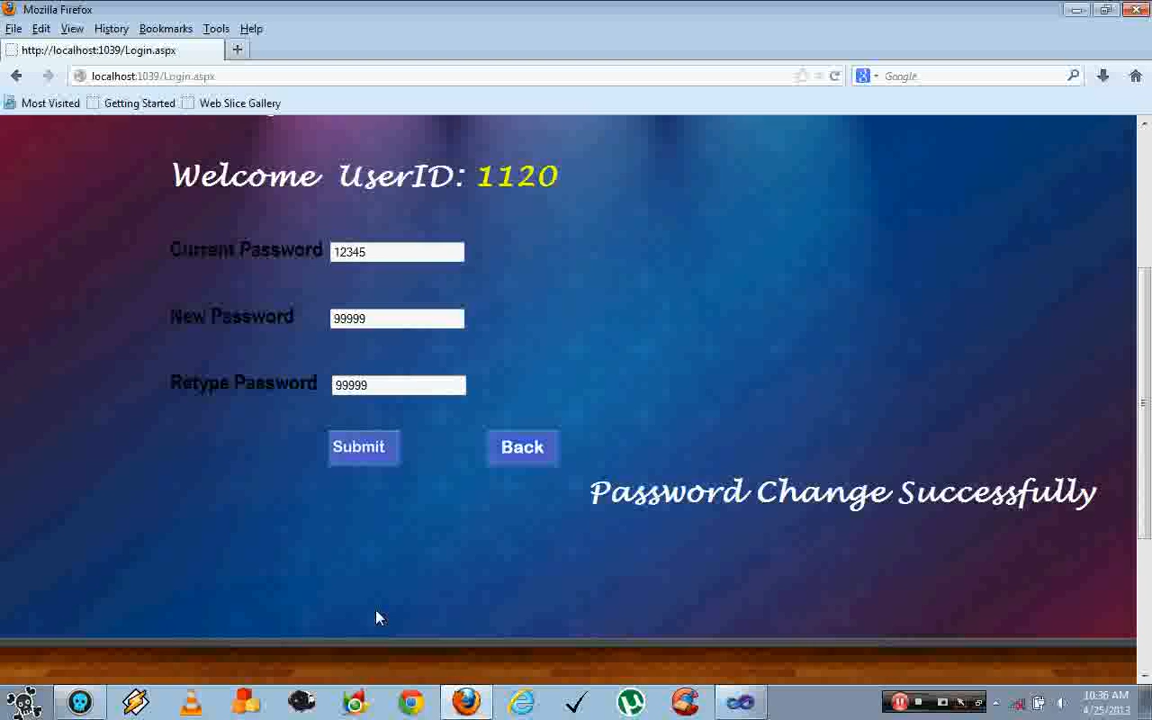 Mozilla Firefox
File Edit View History Bookmarks Tools Help
http://localhost:1039/Login.aspx
localhost:1039/Login.aspx
Google
Most Visited Getting Started Web Slice Gallery
Welcome UserID: 1120
Current Password 12345
New Password 99999
Retype Password 99999
Submit Back
Password Change Successfully
10:36 AM
4/25/2013